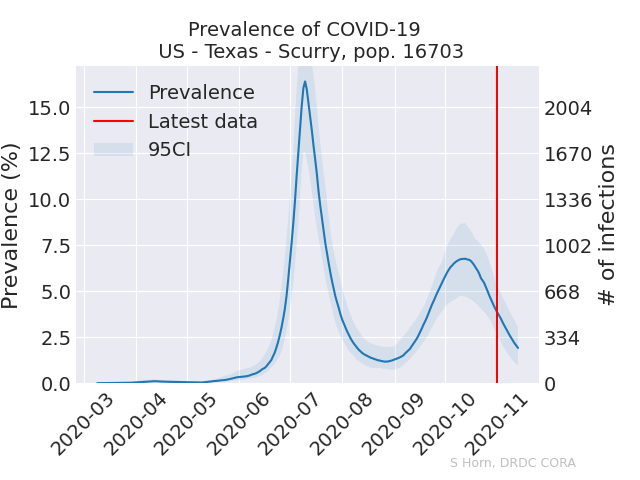 Prevalence of COVID-19
US - Texas - Scurry, pop. 16703
Prevalence
Latest data
95CI
Prevalence (%)
15.0
12.5
10.0
7.5
5.0
2.5
0.0
2004
1670
1336
1002
668
334
0
# of infections
2020-03
2020-04
2020-05
2020-06
2020-07
2020-08
2020-09
2020-10
2020-11
S Horn, DRDC CORA